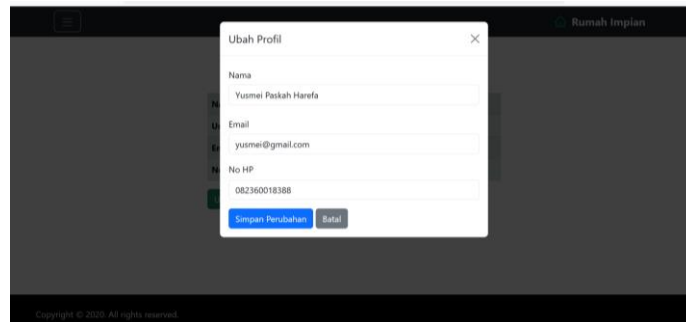 Rumah Impian
Ubah Profil
Nama
Yusmei Paskah Harefa
Email
yusmei@gmail.com
No HP
082360018388
Simpan Perubahan Batal
Copyright © 2020. All rights reserved.